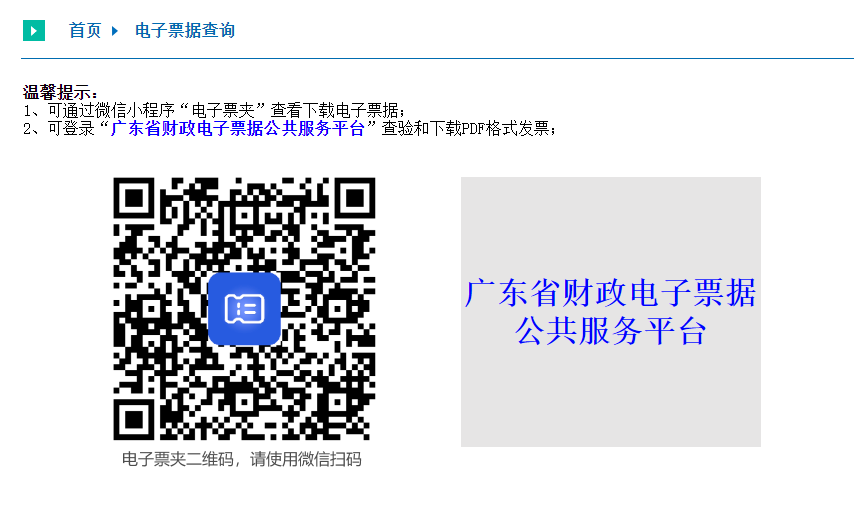 首页 电子票据查询
温馨提示：
1、可通过微信小程序“电子票夹”查看下载电子票据；
2、可登录“广东省财政电子票据公共服务平台”查验和下载PDF格式发票；
广东省财政电子票据
公共服务平台
电子票夹二维码，请使用微信扫码